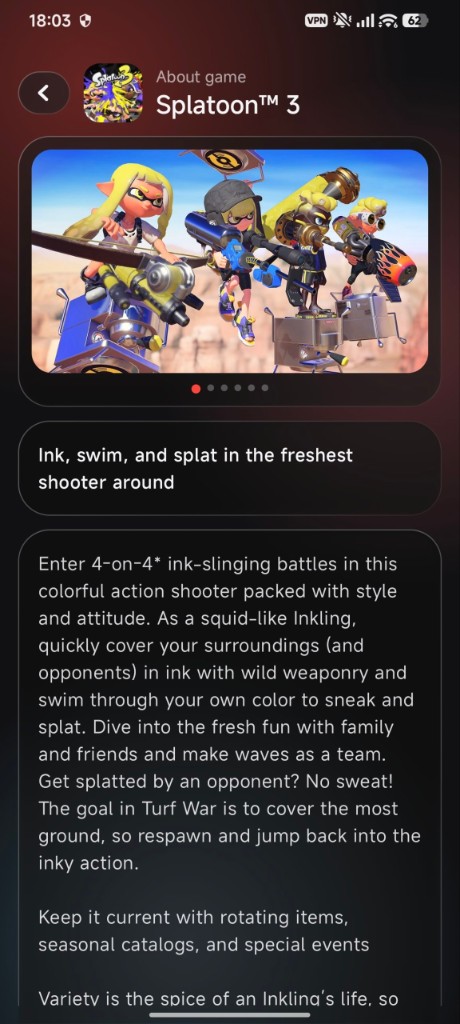 18:03
VPN
62
Splatoon 3
About game
Splatoon™ 3
Ink, swim, and splat in the freshest
shooter around
Enter 4-on-4* ink-slinging battles in this
colorful action shooter packed with style
and attitude. As a squid-like Inkling,
quickly cover your surroundings (and
opponents) in ink with wild weaponry and
swim through your own color to sneak and
splat. Dive into the fresh fun with family
and friends and make waves as a team.
Get splatted by an opponent? No sweat!
The goal in Turf War is to cover the most
ground, so respawn and jump back into the
inky action.
Keep it current with rotating items,
seasonal catalogs, and special events
Variety is the spice of an Inkling's life, so